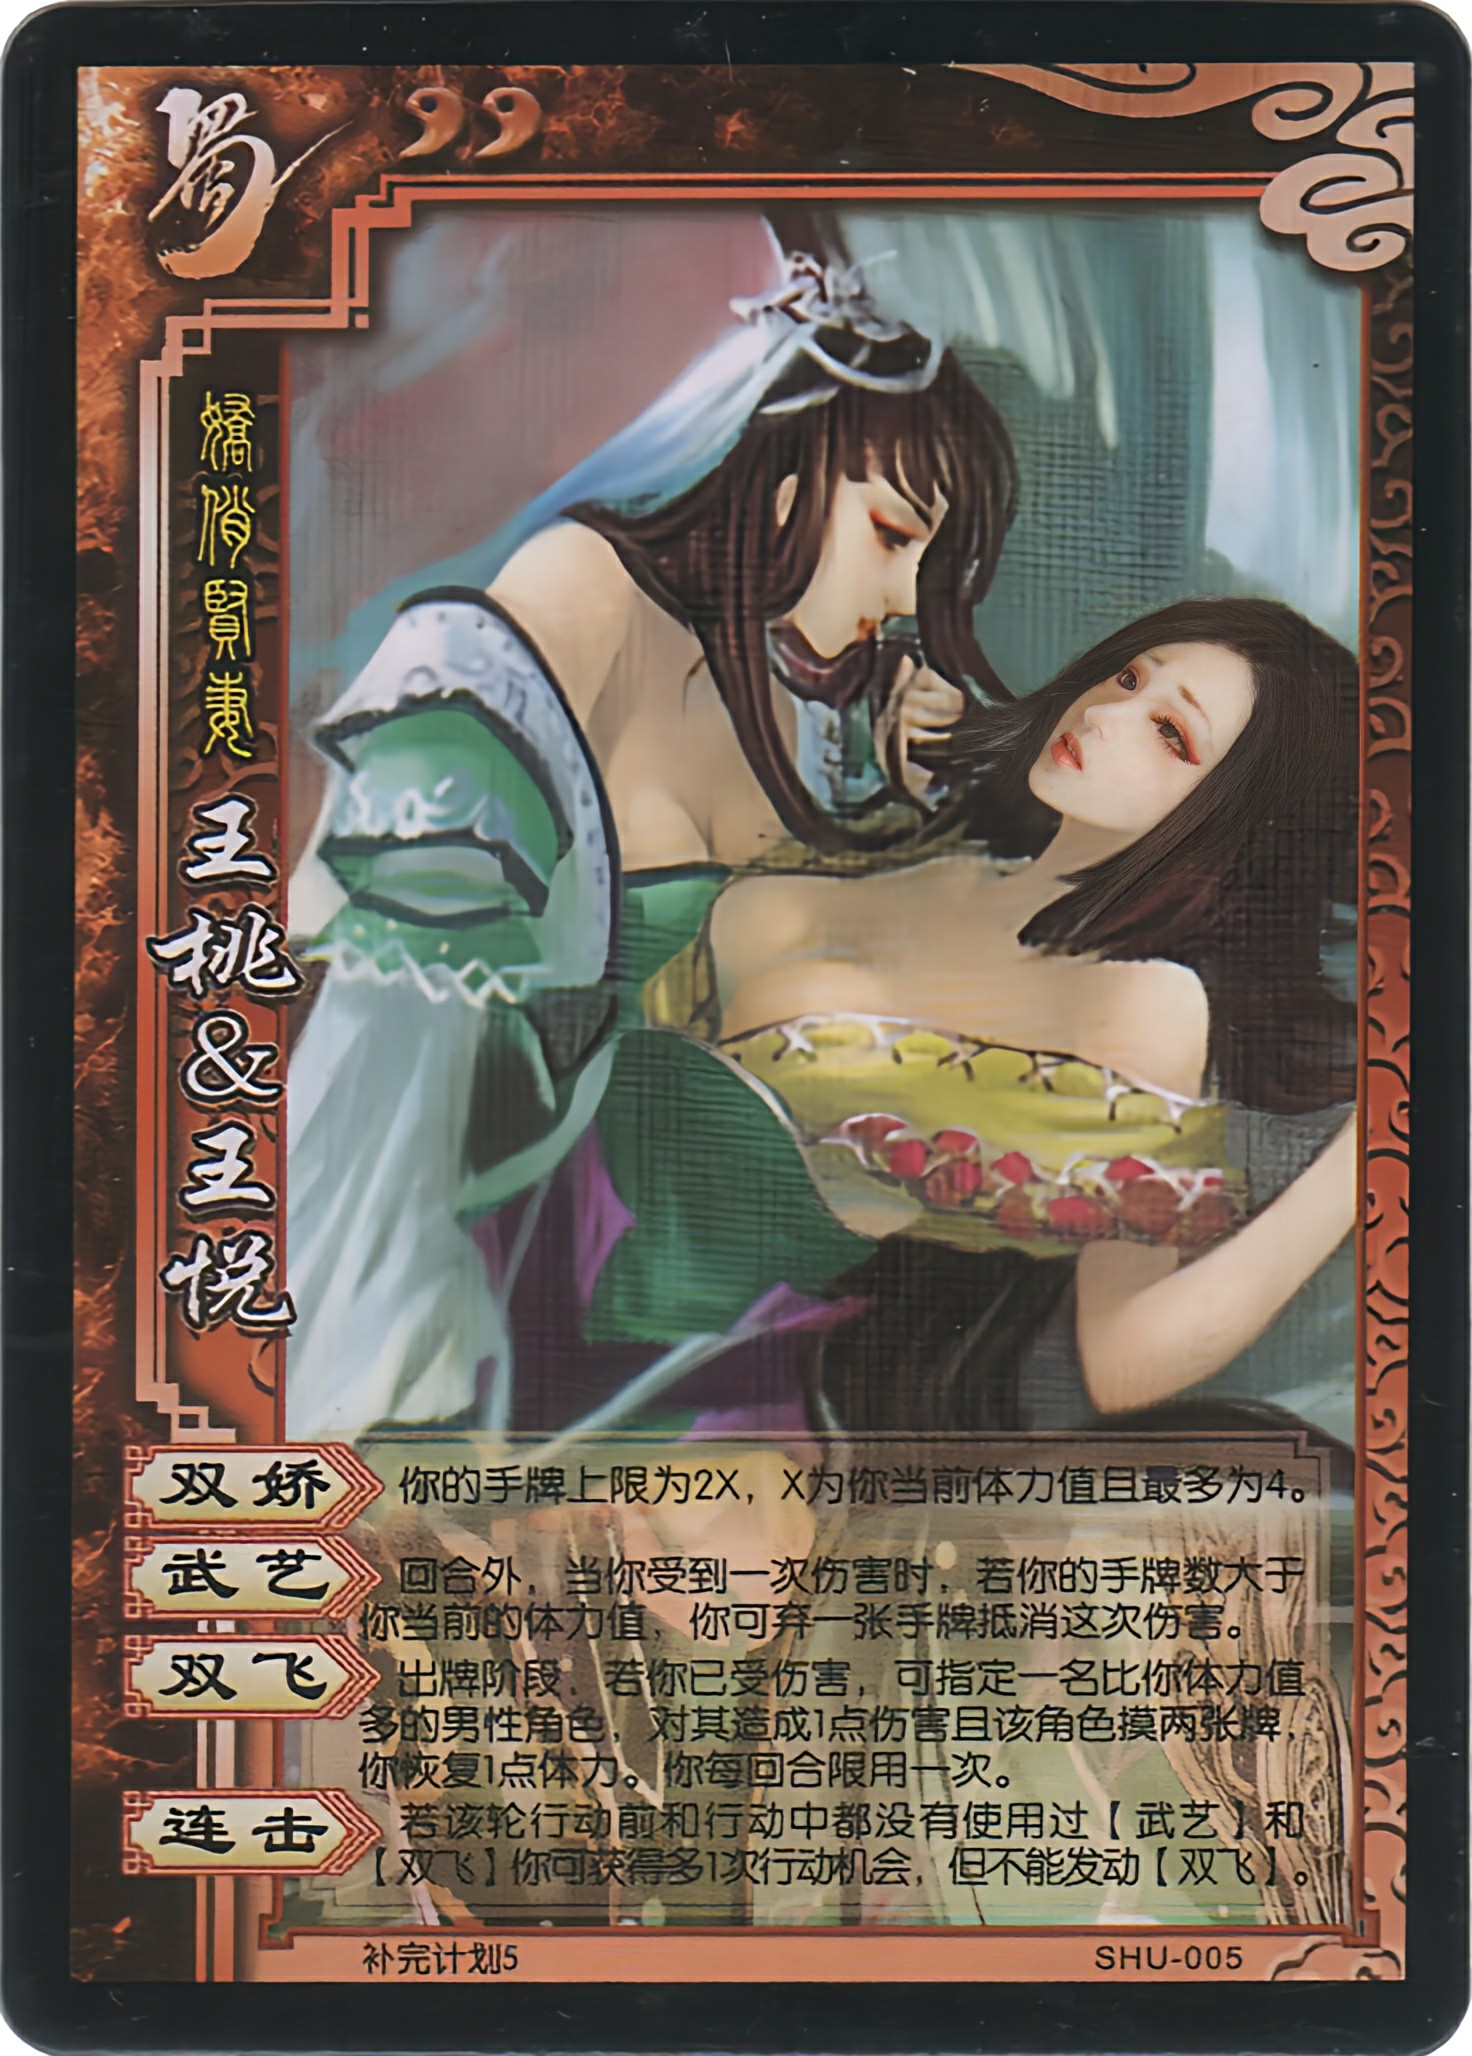 蜀
嬌俏賢妻
王桃&王悦
双娇
你的手牌上限为2X，X为你当前体力值且最多为4。
武艺
回合外，当你受到一次伤害时，若你的手牌数大于
你当前的体力值，你可弃一张手牌抵消这次伤害。
双飞
出牌阶段，若你已受伤害，可指定一名比你体力值
多的男性角色，对其造成1点伤害且该角色摸两张牌，
你恢复1点体力。你每回合限用一次。
连击
若该轮行动前和行动中都没有使用过【武艺】和
【双飞】你可获得多1次行动机会，但不能发动【双飞】。
补完计划5
SHU-005